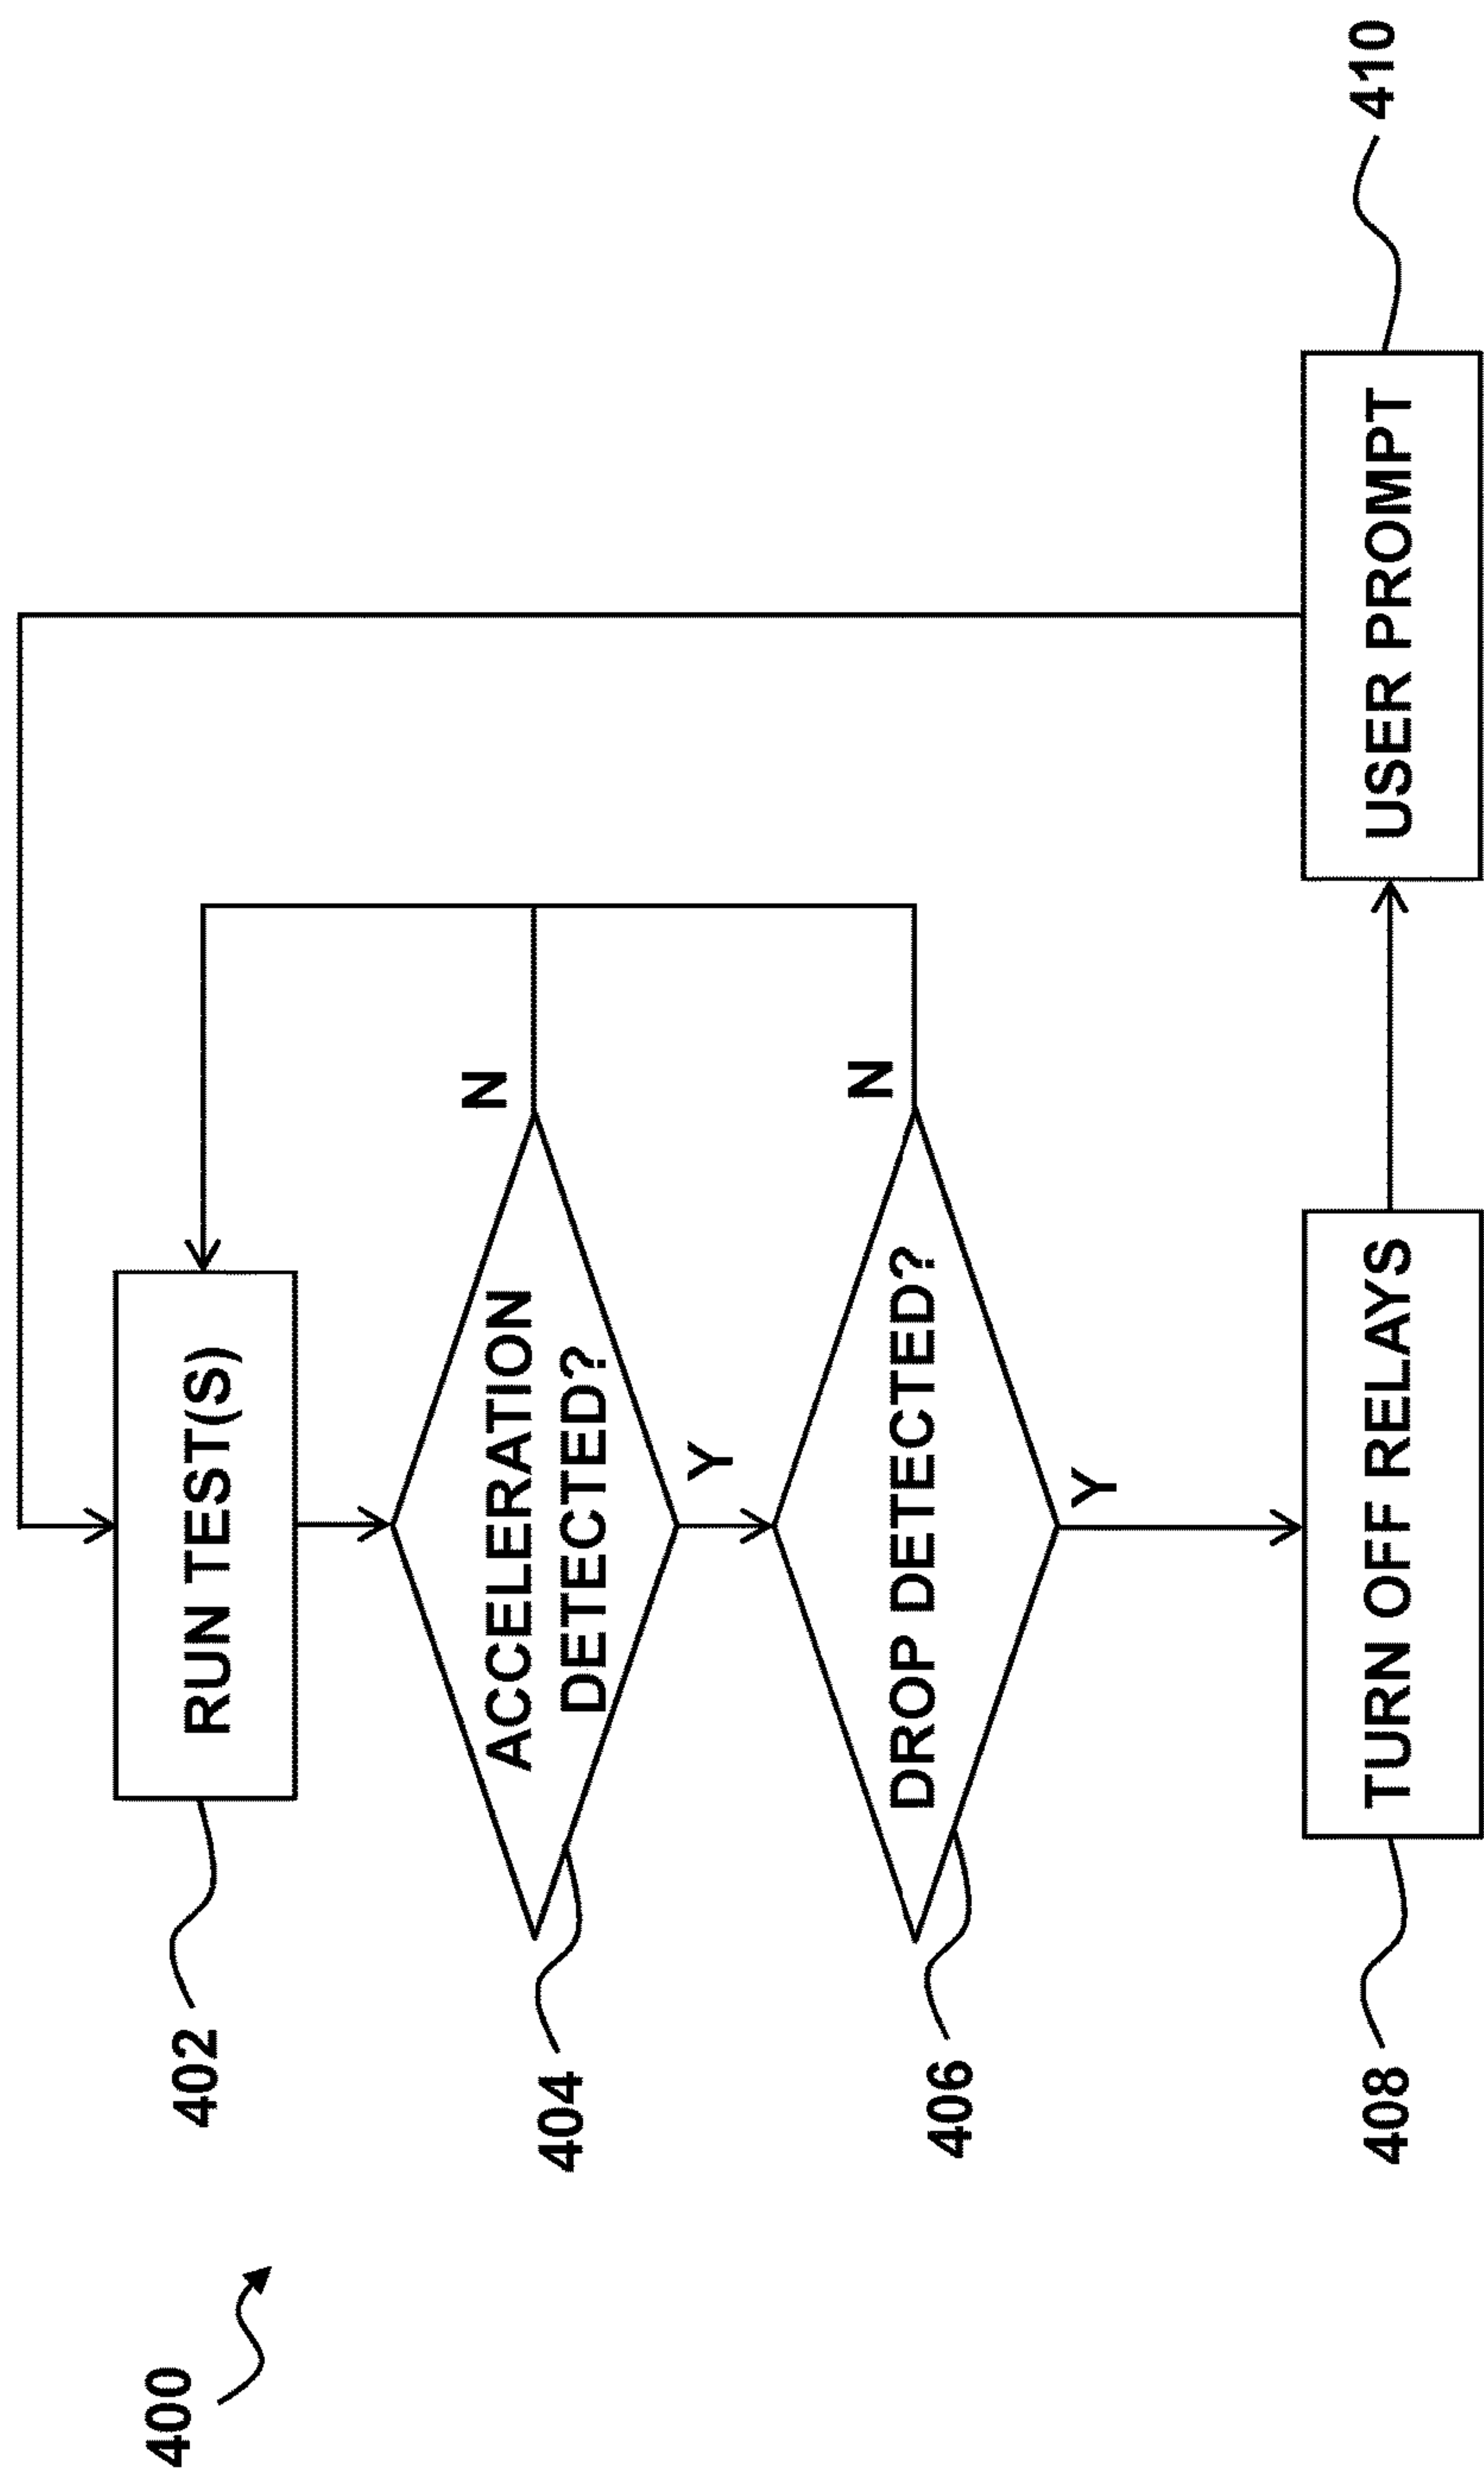 400
402
RUN TEST(S)
404
ACCELERATION
DETECTED?
N
Y
406
DROP DETECTED?
N
Y
408
TURN OFF RELAYS
USER PROMPT
410